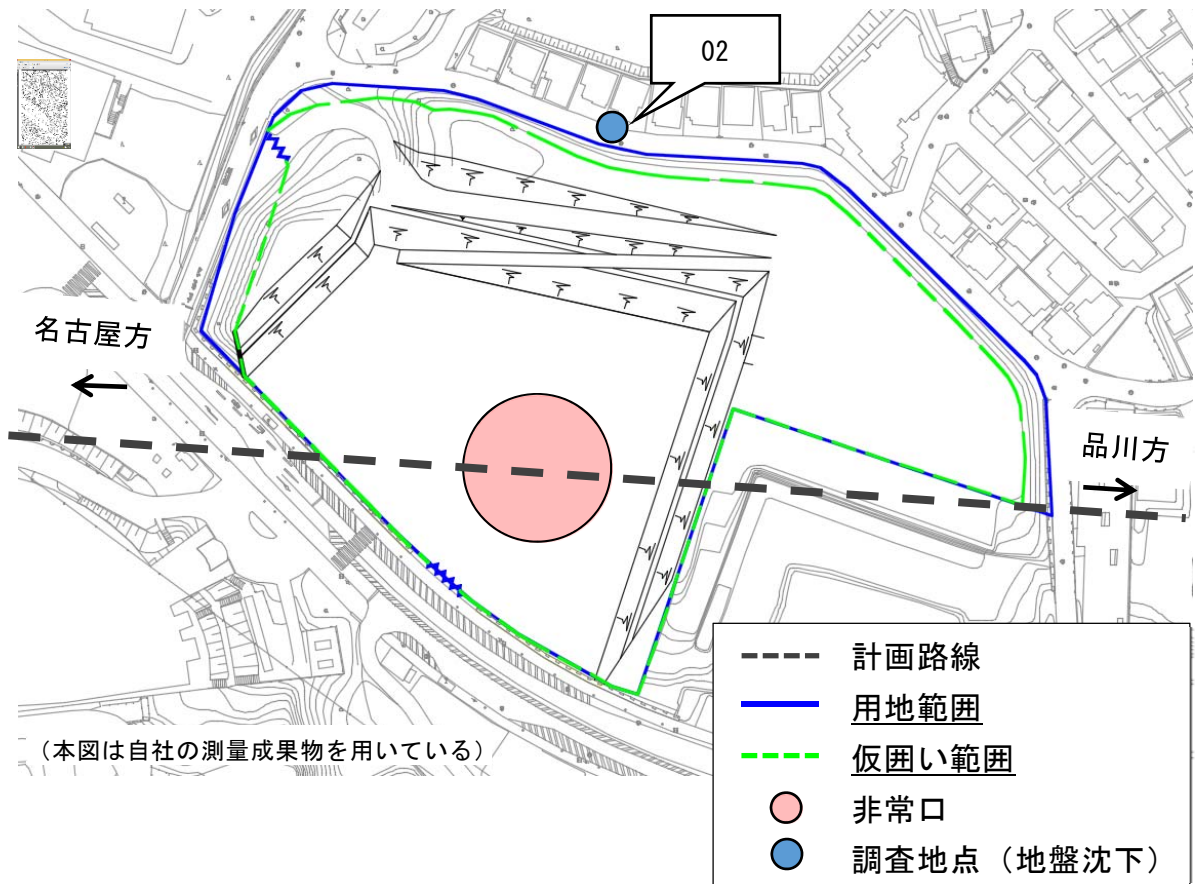 02
名古屋方
品川方
計画路線
用地範囲
仮囲い範囲
非常口
調査地点（地盤沈下）
（本図は自社の測量成果物を用いている）